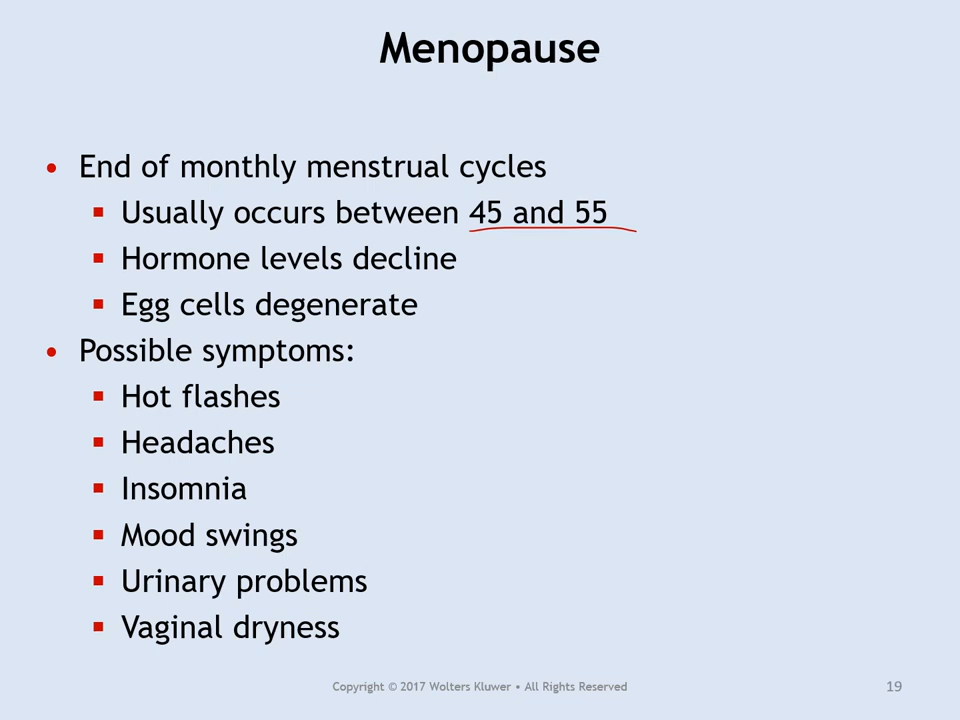 Menopause
• End of monthly menstrual cycles
▪ Usually occurs between 45 and 55
▪ Hormone levels decline
▪ Egg cells degenerate
• Possible symptoms:
▪ Hot flashes
▪ Headaches
▪ Insomnia
▪ Mood swings
▪ Urinary problems
▪ Vaginal dryness
Copyright © 2017 Wolters Kluwer • All Rights Reserved
19